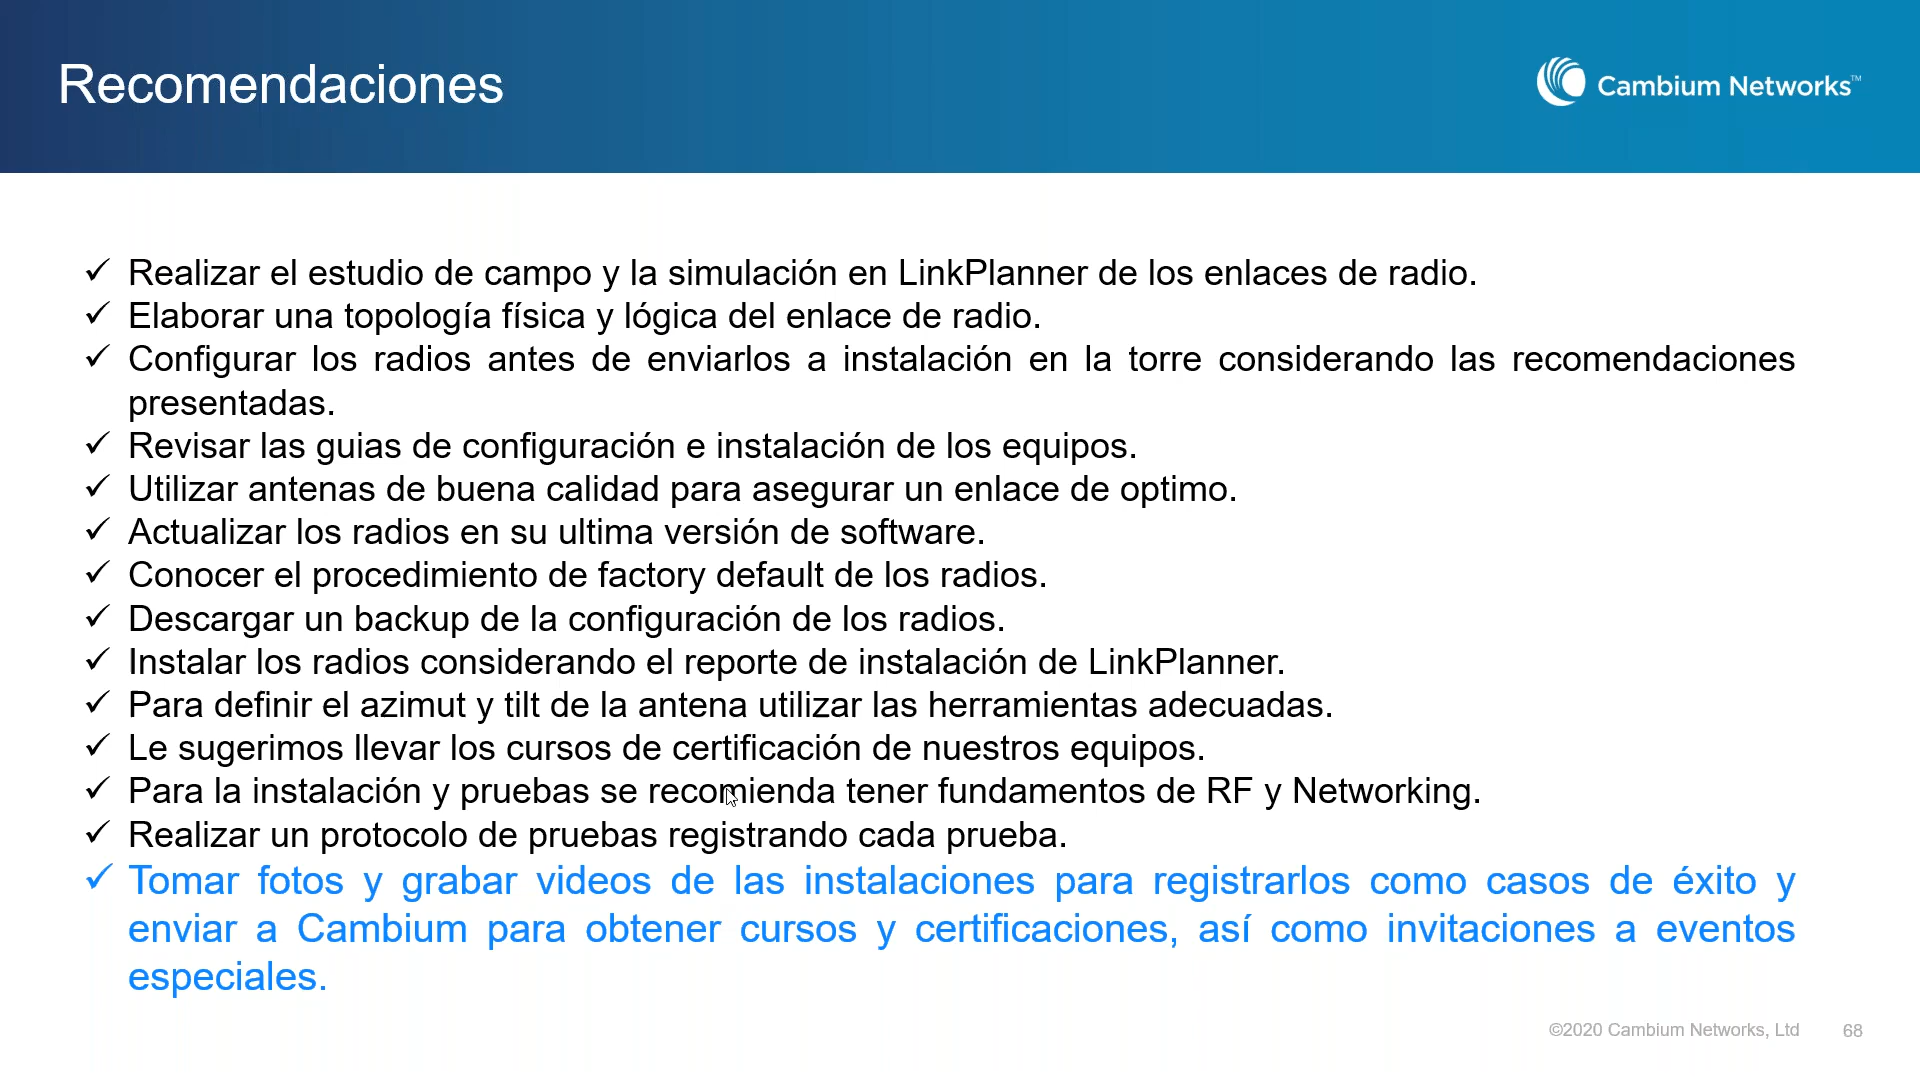 Recomendaciones
Cambium Networks™
✓ Realizar el estudio de campo y la simulación en LinkPlanner de los enlaces de radio.
✓ Elaborar una topología física y lógica del enlace de radio.
✓ Configurar los radios antes de enviarlos a instalación en la torre considerando las recomendaciones
presentadas.
✓ Revisar las guias de configuración e instalación de los equipos.
✓ Utilizar antenas de buena calidad para asegurar un enlace de optimo.
✓ Actualizar los radios en su ultima versión de software.
✓ Conocer el procedimiento de factory default de los radios.
✓ Descargar un backup de la configuración de los radios.
✓ Instalar los radios considerando el reporte de instalación de LinkPlanner.
✓ Para definir el azimut y tilt de la antena utilizar las herramientas adecuadas.
✓ Le sugerimos llevar los cursos de certificación de nuestros equipos.
✓ Para la instalación y pruebas se recomienda tener fundamentos de RF y Networking.
✓ Realizar un protocolo de pruebas registrando cada prueba.
✓ Tomar fotos y grabar videos de las instalaciones para registrarlos como casos de éxito y
enviar a Cambium para obtener cursos y certificaciones, así como invitaciones a eventos
especiales.
©2020 Cambium Networks, Ltd 68